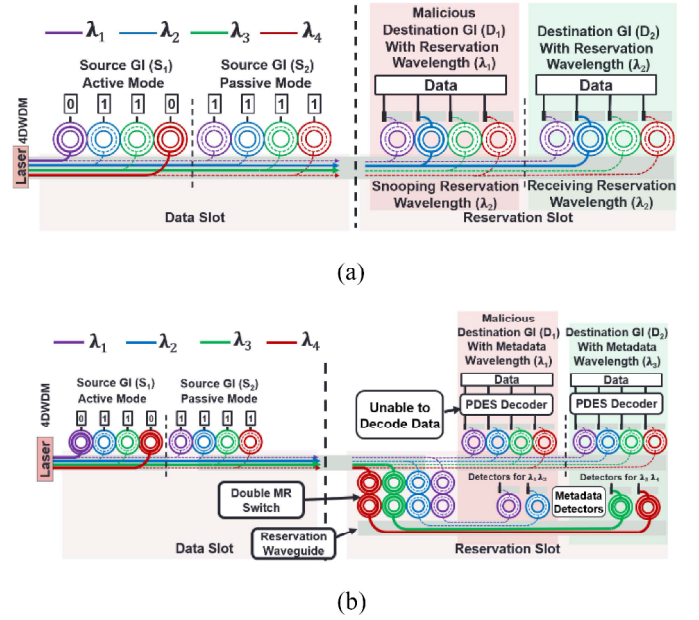 λ₁ λ₂ λ₃ λ₄
Malicious
Destination GI (D₁)
With Reservation
Wavelength (λ₁)
Destination GI (D₂)
With Reservation
Wavelength (λ₂)
Source GI (S₁)
Active Mode
Source GI (S₂)
Passive Mode
0 1 1 0 1 1 1 1
Data Data
4DWDM
Laser
Snooping Reservation
Wavelength (λ₂)
Receiving Reservation
Wavelength (λ₂)
Data Slot
Reservation Slot
(a)
λ₁ λ₂ λ₃ λ₄
Malicious
Destination GI (D₁)
With Metadata
Wavelength (λ₁)
Destination GI (D₂)
With Metadata
Wavelength (λ₃)
Source GI (S₁)
Active Mode
Source GI (S₂)
Passive Mode
0 1 1 0 1 1 1 1
Data Data
PDES Decoder PDES Decoder
Unable to
Decode Data
4DWDM
Laser
Double MR
Switch
Detectors for λ₁ λ₂
Detectors for λ₃ λ₄
Metadata
Detectors
Reservation
Waveguide
Data Slot
Reservation Slot
(b)